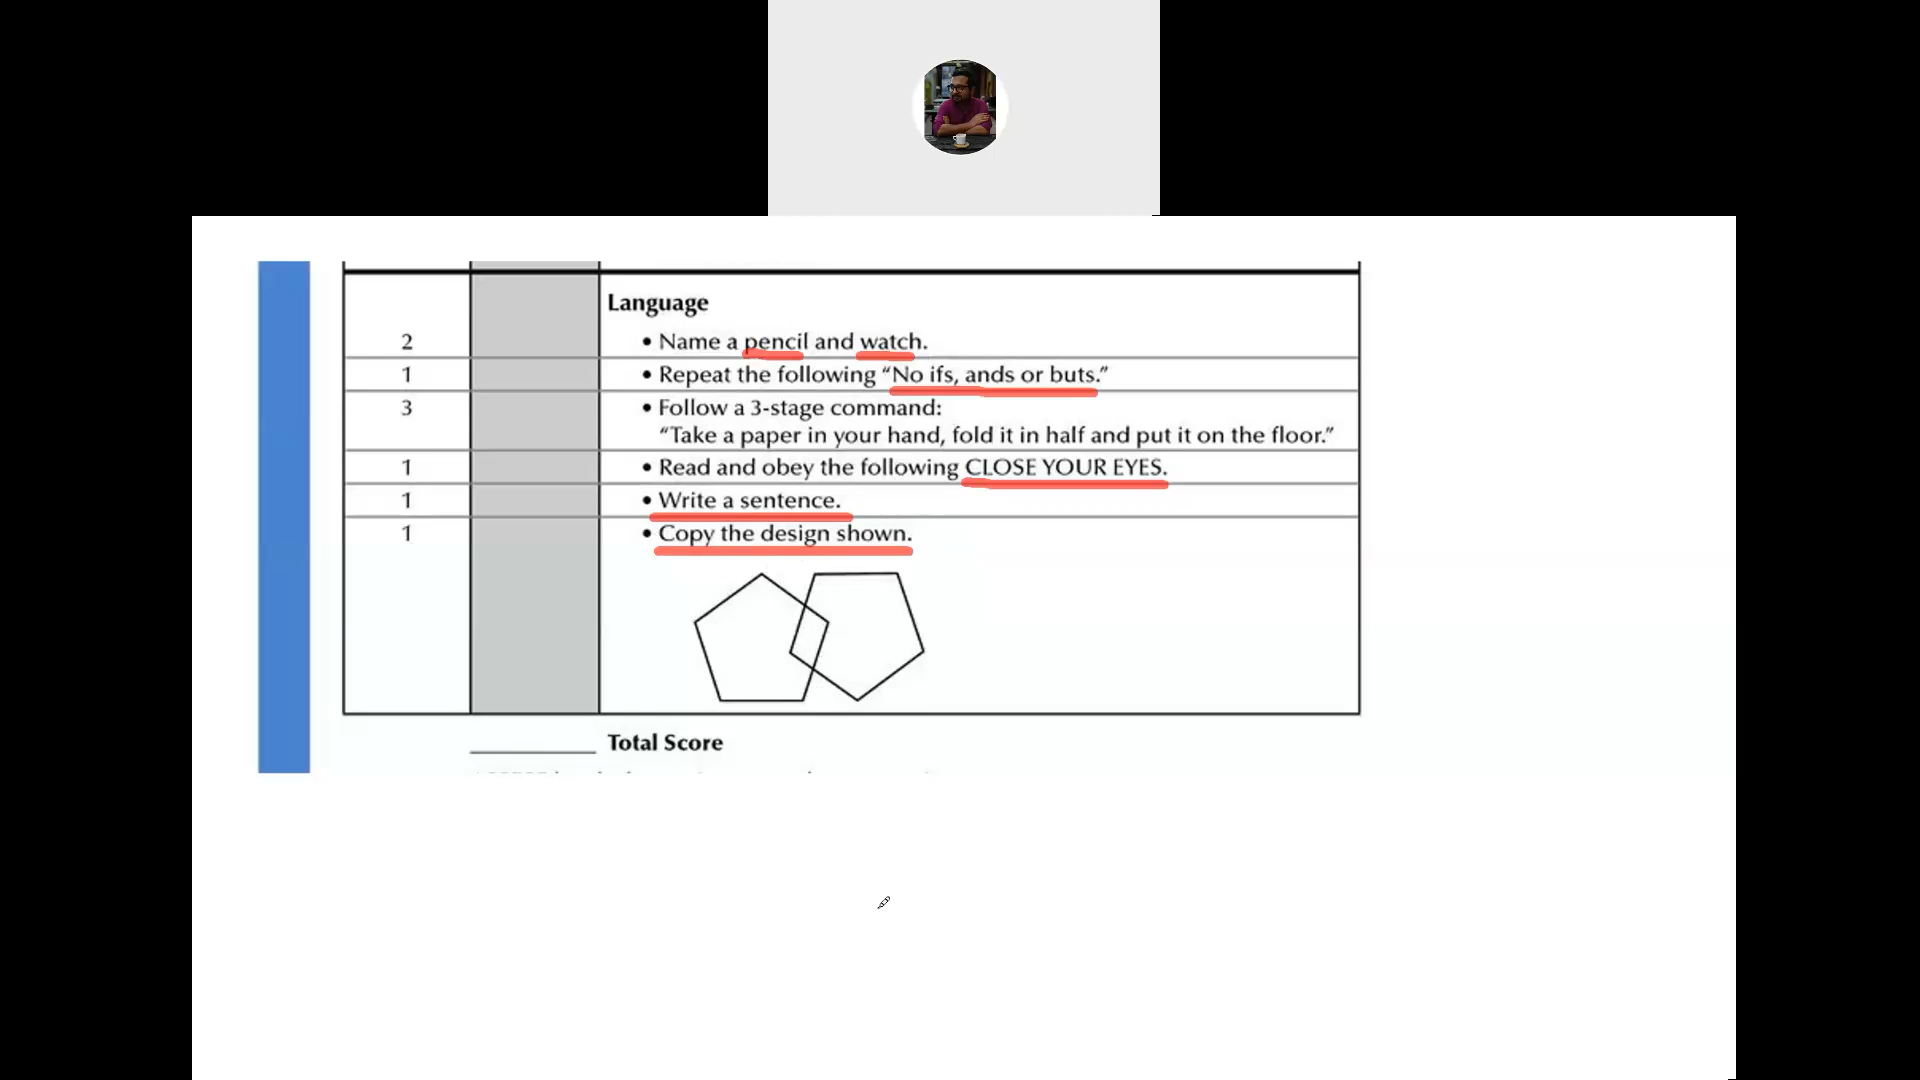 Language
2 • Name a pencil and watch.
1 • Repeat the following “No ifs, ands or buts.”
3 • Follow a 3-stage command:
“Take a paper in your hand, fold it in half and put it on the floor.”
1 • Read and obey the following CLOSE YOUR EYES.
1 • Write a sentence.
1 • Copy the design shown.
Total Score